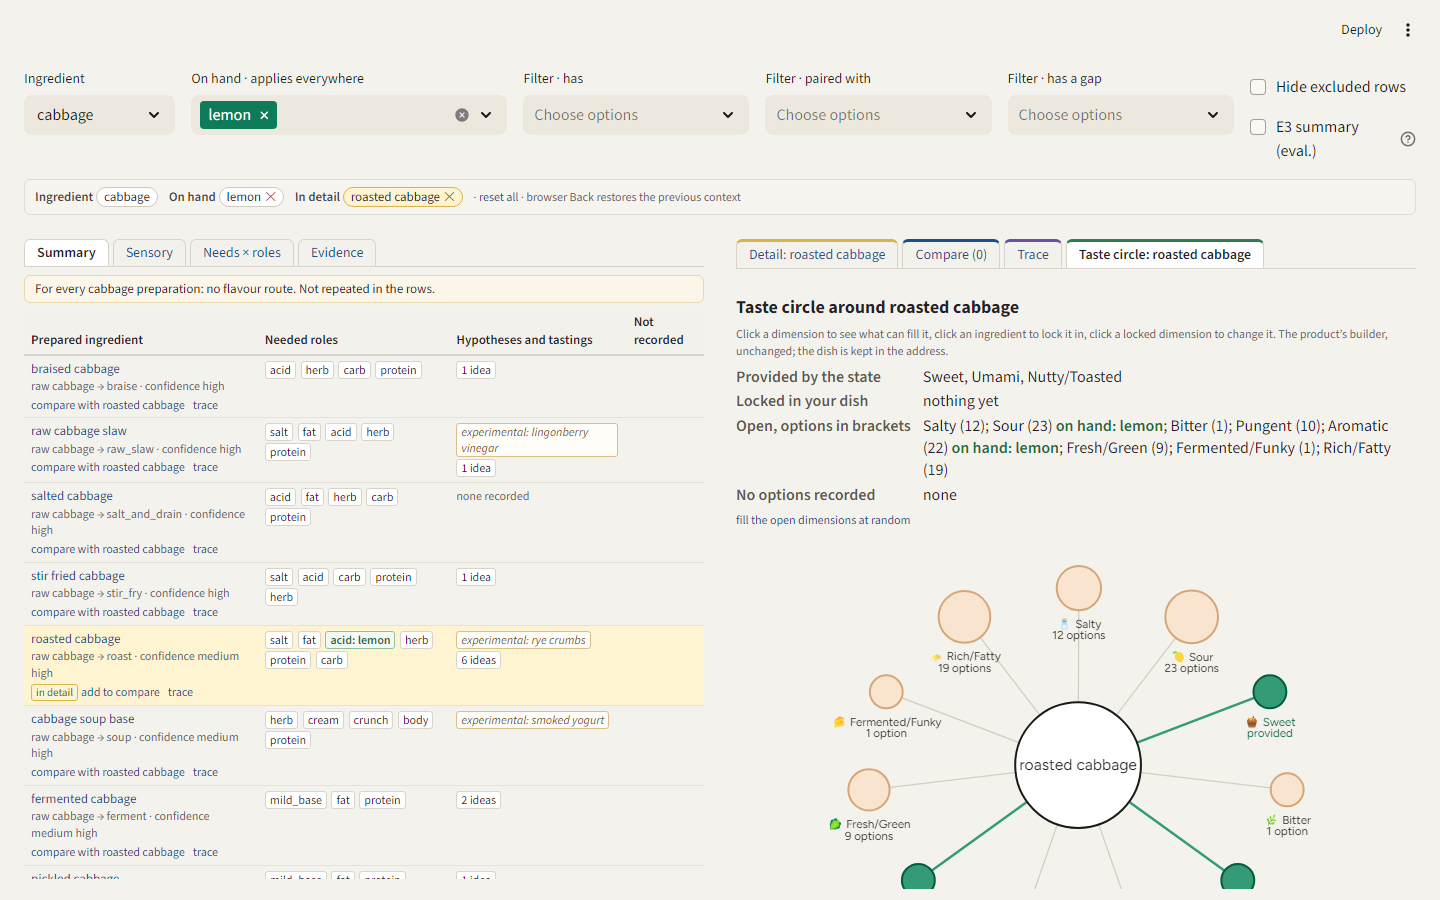 Deploy
Ingredient
On hand · applies everywhere
Filter · has
Filter · paired with
Filter · has a gap
cabbage
lemon ×
Choose options
Choose options
Choose options
Hide excluded rows
E3 summary
(eval.)
Ingredient cabbage On hand lemon × In detail roasted cabbage × · reset all · browser Back restores the previous context
Summary
Sensory
Needs × roles
Evidence
For every cabbage preparation: no flavour route. Not repeated in the rows.
Prepared ingredient
Needed roles
Hypotheses and tastings
Not
recorded
braised cabbage
raw cabbage → braise · confidence high
compare with roasted cabbage trace
acid herb carb protein
1 idea
raw cabbage slaw
raw cabbage → raw_slaw · confidence high
compare with roasted cabbage trace
salt fat acid herb
protein
experimental: lingonberry
vinegar
1 idea
salted cabbage
raw cabbage → salt_and_drain · confidence
high
compare with roasted cabbage trace
acid fat herb carb
protein
none recorded
stir fried cabbage
raw cabbage → stir_fry · confidence high
compare with roasted cabbage trace
salt acid carb protein
herb
1 idea
roasted cabbage
raw cabbage → roast · confidence medium
high
in detail add to compare trace
salt fat acid: lemon herb
protein carb
experimental: rye crumbs
6 ideas
cabbage soup base
raw cabbage → soup · confidence medium
high
compare with roasted cabbage trace
herb cream crunch body
protein
experimental: smoked yogurt
fermented cabbage
raw cabbage → ferment · confidence
medium high
compare with roasted cabbage trace
mild_base fat protein
2 ideas
pickled cabbage
mild_base fat protein
1 idea
Detail: roasted cabbage
Compare (0)
Trace
Taste circle: roasted cabbage
Taste circle around roasted cabbage
Click a dimension to see what can fill it, click an ingredient to lock it in, click a locked dimension to change it. The product's builder,
unchanged; the dish is kept in the address.
Provided by the state Sweet, Umami, Nutty/Toasted
Locked in your dish nothing yet
Open, options in brackets Salty (12); Sour (23) on hand: lemon; Bitter (1); Pungent (10); Aromatic
(22) on hand: lemon; Fresh/Green (9); Fermented/Funky (1); Rich/Fatty
(19)
No options recorded none
fill the open dimensions at random
Salty
12 options
Rich/Fatty
19 options
Sour
23 options
Fermented/Funky
1 option
Sweet
provided
roasted cabbage
Fresh/Green
9 options
Bitter
1 option